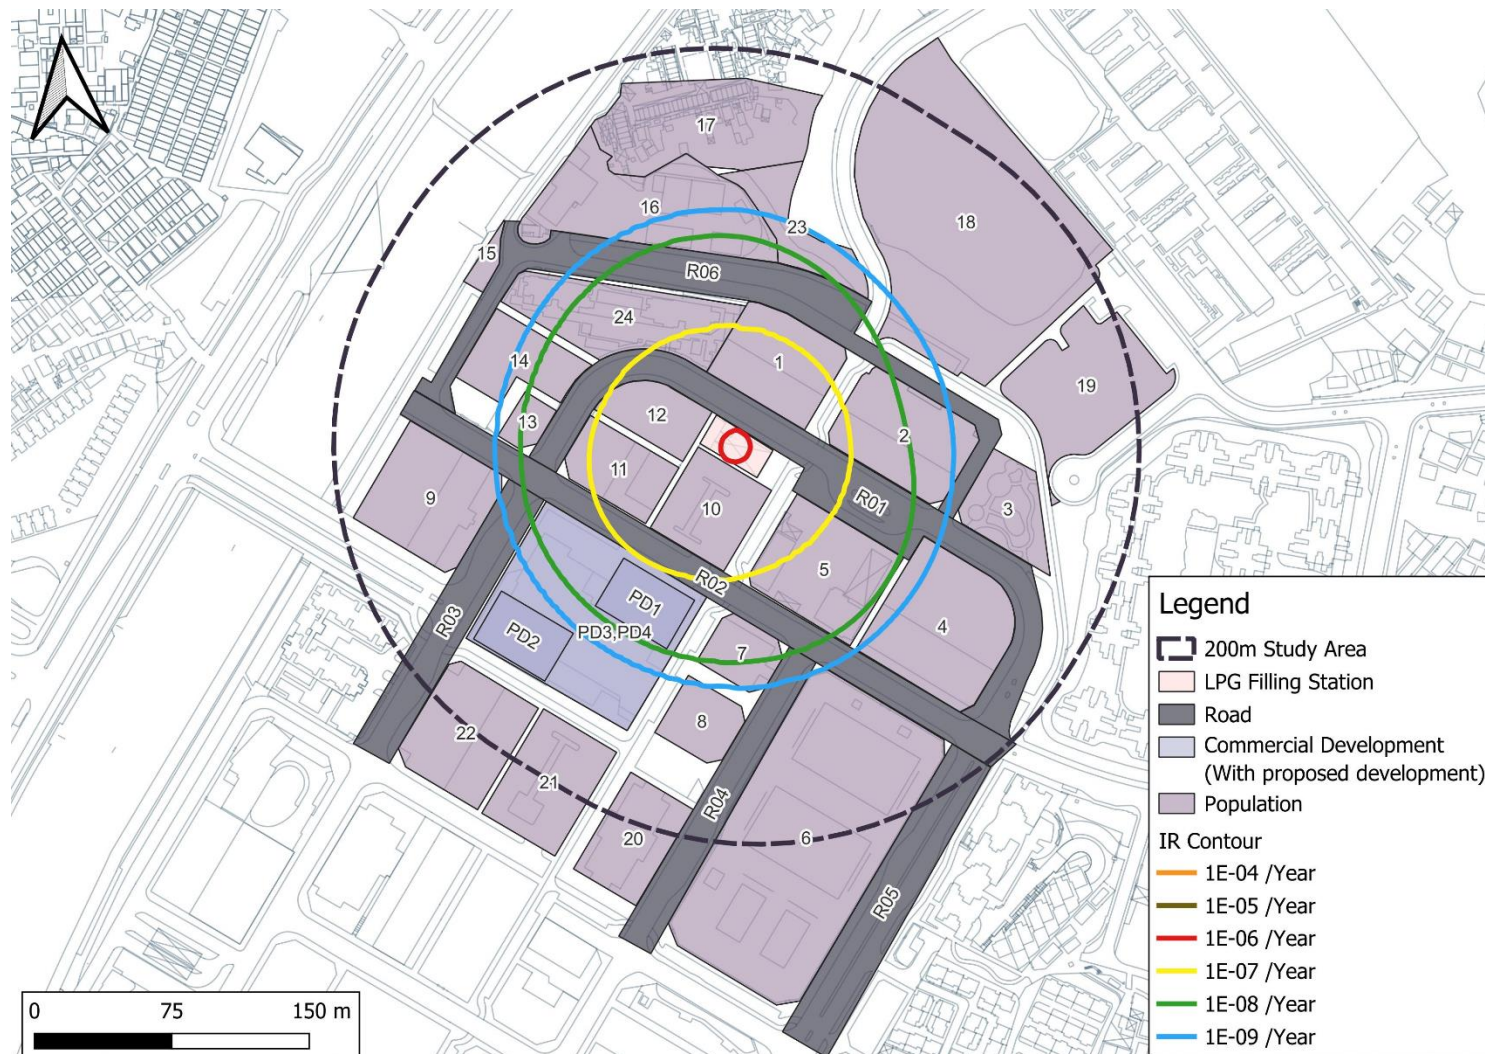 17
16
23
18
15
R06
24
1
19
14
12
13
2
11
9
10
R01
3
5
R02
PD1
PD2
PD3,PD4
R03
4
7
8
22
21
R04
20
6
R05
Legend
200m Study Area
LPG Filling Station
Road
Commercial Development
(With proposed development)
Population
IR Contour
1E-04 /Year
1E-05 /Year
1E-06 /Year
1E-07 /Year
1E-08 /Year
1E-09 /Year
0 75 150 m